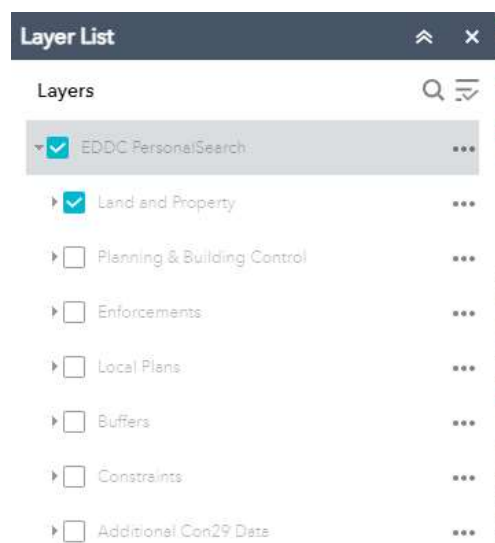 Layer List
Layers
EDDC PersonalSearch
Land and Property
Planning & Building Control
Enforcements
Local Plans
Buffers
Constraints
Additional Con29 Data